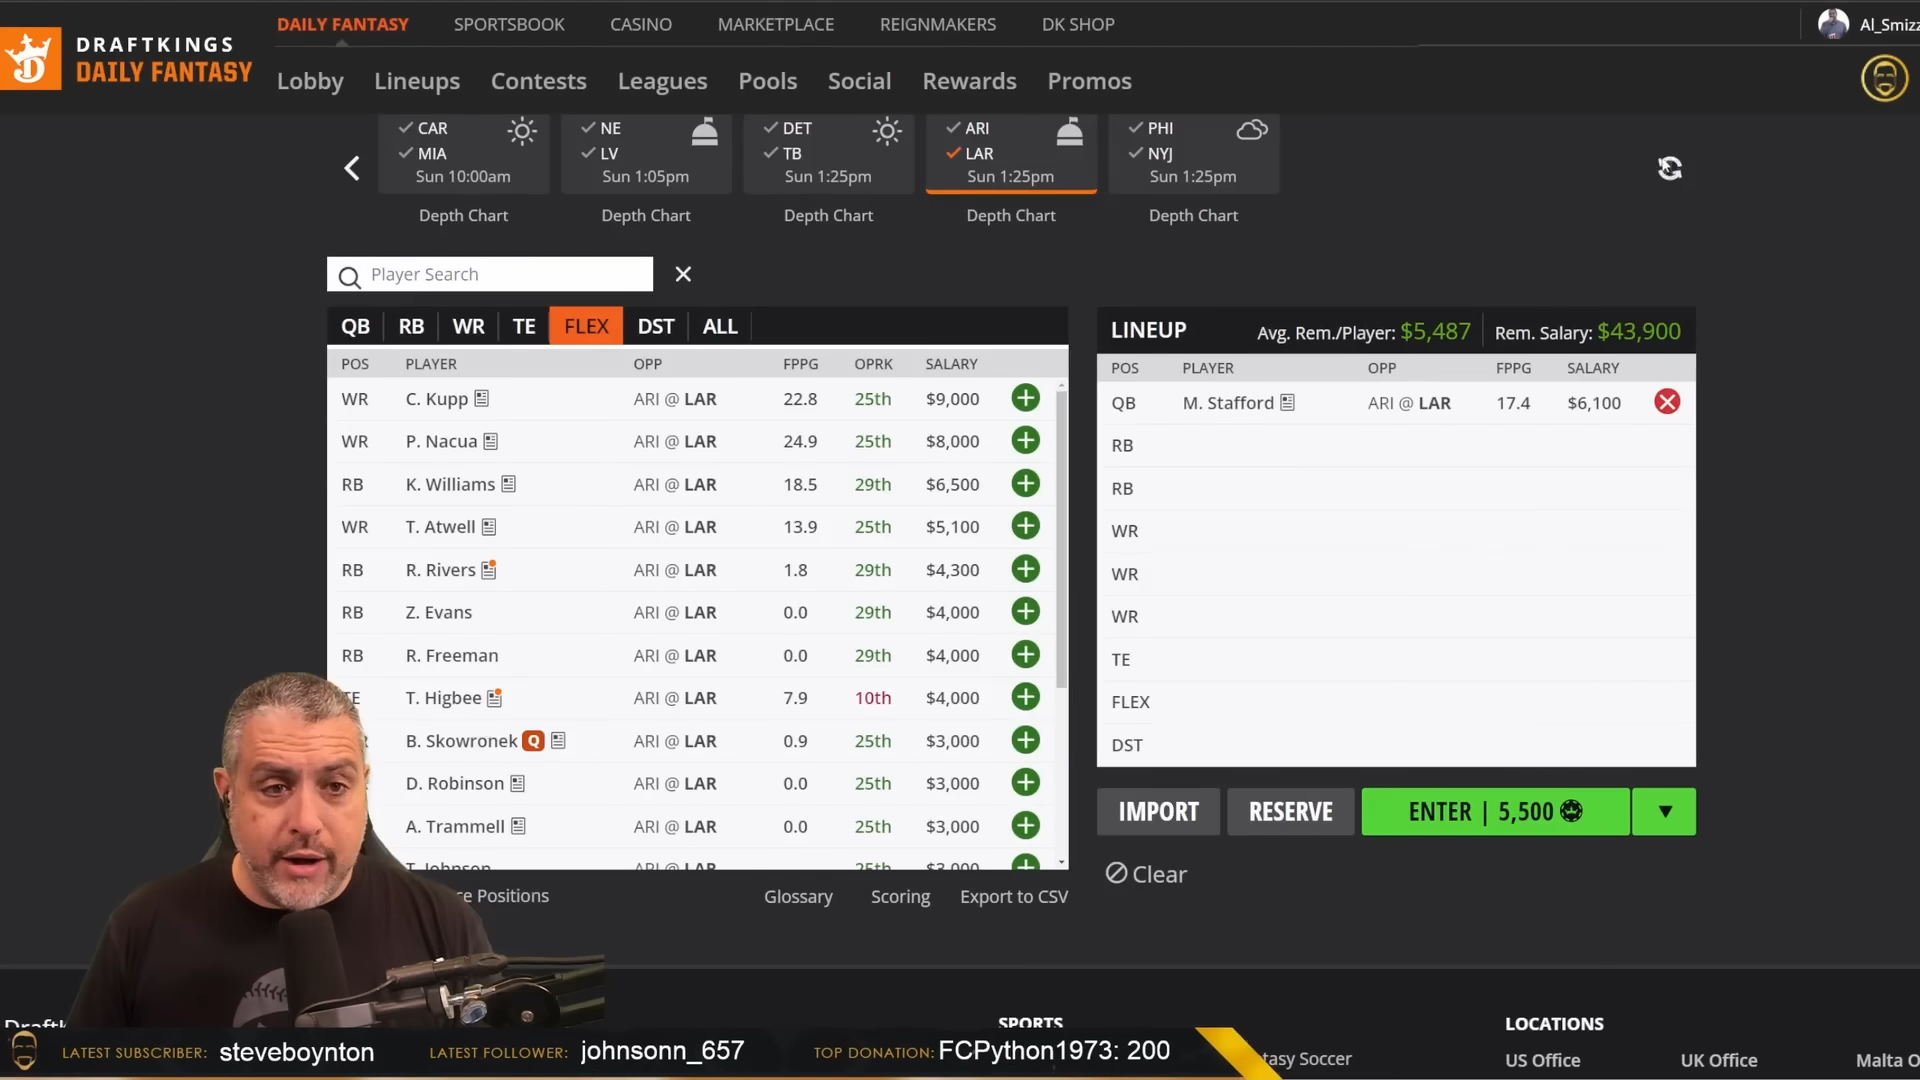 DAILY FANTASY SPORTSBOOK CASINO MARKETPLACE REIGNMAKERS DK SHOP
DRAFTKINGS
DAILY FANTASY
Lobby Lineups Contests Leagues Pools Social Rewards Promos
CAR
MIA
Sun 10:00am
NE
LV
Sun 1:05pm
DET
TB
Sun 1:25pm
ARI
LAR
Sun 1:25pm
PHI
NYJ
Sun 1:25pm
Depth Chart Depth Chart Depth Chart Depth Chart Depth Chart
Player Search
QB RB WR TE FLEX DST ALL
POS PLAYER OPP FPPG OPRK SALARY
WR C. Kupp ARI @ LAR 22.8 25th $9,000
WR P. Nacua ARI @ LAR 24.9 25th $8,000
RB K. Williams ARI @ LAR 18.5 29th $6,500
WR T. Atwell ARI @ LAR 13.9 25th $5,100
RB R. Rivers ARI @ LAR 1.8 29th $4,300
RB Z. Evans ARI @ LAR 0.0 29th $4,000
RB R. Freeman ARI @ LAR 0.0 29th $4,000
T. Higbee ARI @ LAR 7.9 10th $4,000
B. Skowronek Q ARI @ LAR 0.9 25th $3,000
D. Robinson ARI @ LAR 0.0 25th $3,000
A. Trammell ARI @ LAR 0.0 25th $3,000
T. Johnson ARI @ LAR 25th $3,000
Positions Glossary Scoring Export to CSV
LINEUP Avg. Rem./Player: $5,487 Rem. Salary: $43,900
POS PLAYER OPP FPPG SALARY
QB M. Stafford ARI @ LAR 17.4 $6,100
RB
RB
WR
WR
WR
TE
FLEX
DST
IMPORT RESERVE ENTER | 5,500
Clear
SPORTS LOCATIONS
US Office UK Office Malta
Soccer
LATEST SUBSCRIBER: steveboynton LATEST FOLLOWER: johnsonn_657 TOP DONATION: FCPython1973: 200